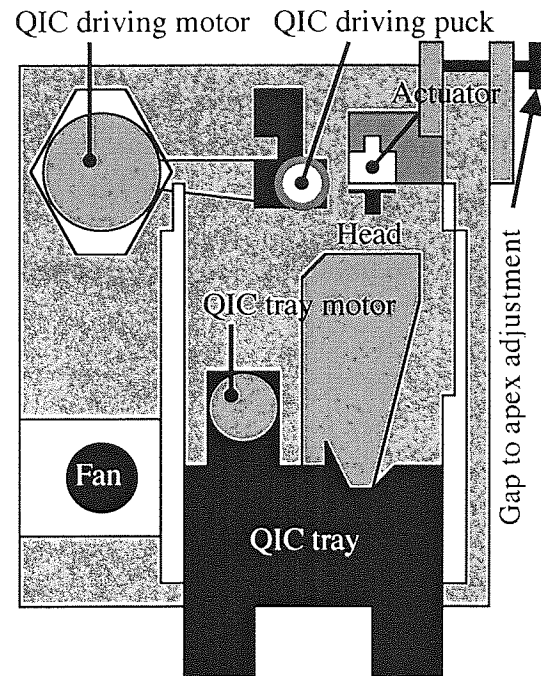 QIC driving motor
QIC driving puck
Actuator
Head
QIC tray motor
Gap to apex adjustment
Fan
QIC tray